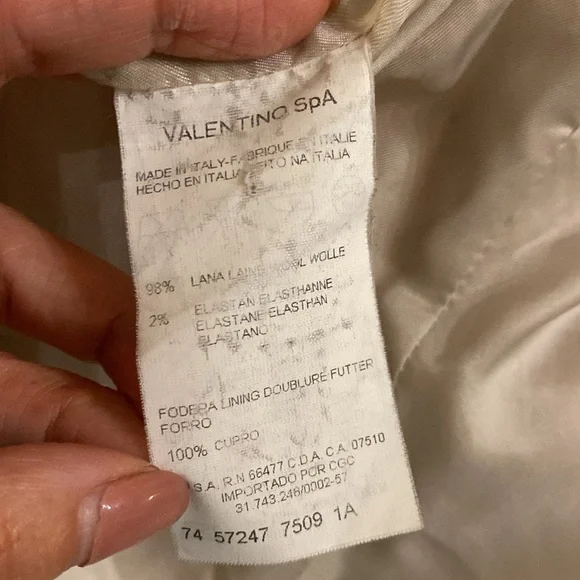 VALENTINO SpA
MADE IN ITALY-FABRIQUE EN ITALIE
HECHO EN ITALIA FEITO NA ITALIA
98% LANA LAINE WOOL WOLLE
2% ELASTAN ELASTHANNE
ELASTANE ELASTHAN
ELASTANO
FODERA LINING DOUBLURE FUTTER
FORRO
100% CUPRO
S.A. R.N 66477 C.D.A. C.A. 07510
IMPORTADO POR CGC
31.743.248/0002-57
74 57247 7509 1A